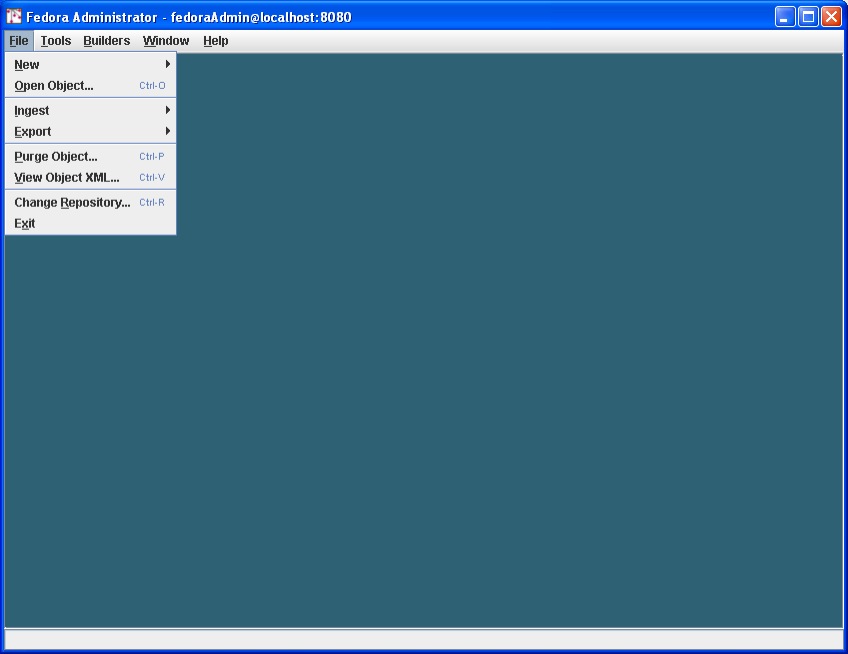 Fedora Administrator - fedoraAdmin@localhost:8080
File Tools Builders Window Help
New
Open Object... Ctrl-O
Ingest
Export
Purge Object... Ctrl-P
View Object XML... Ctrl-V
Change Repository... Ctrl-R
Exit